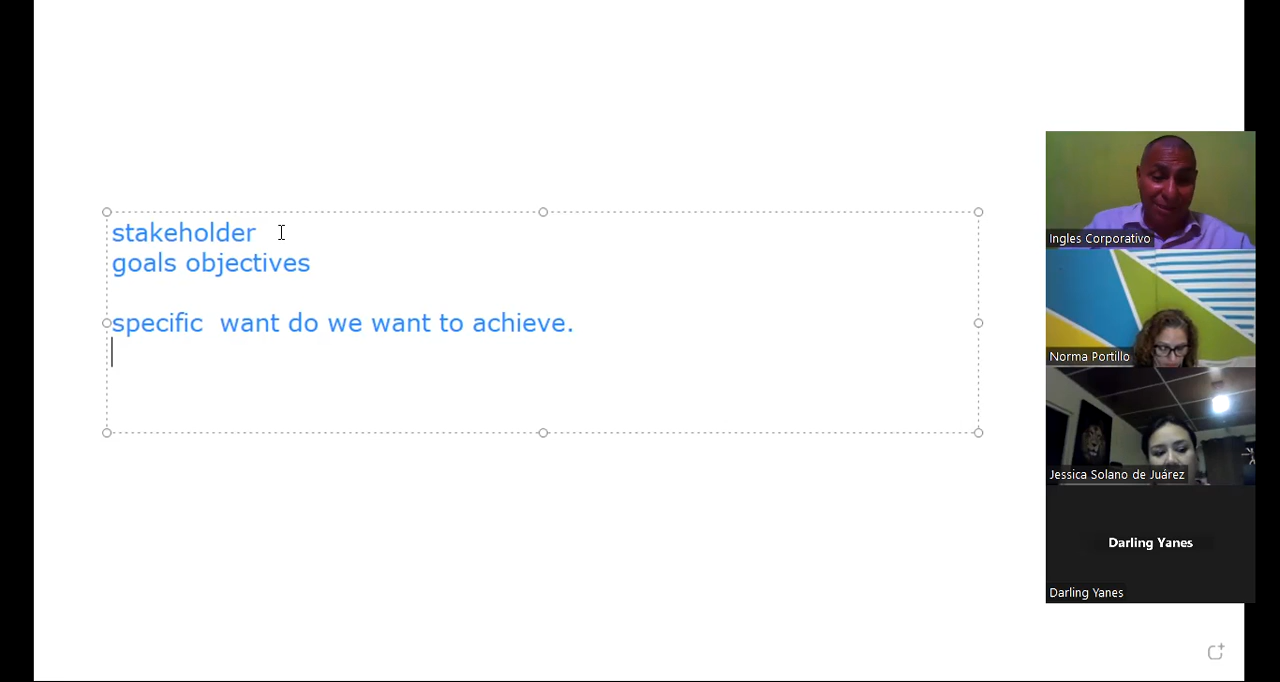 stakeholder
goals objectives
specific  want do we want to achieve.
Ingles Corporativo
Norma Portillo
Jessica Solano de Juárez
Darling Yanes
Darling Yanes